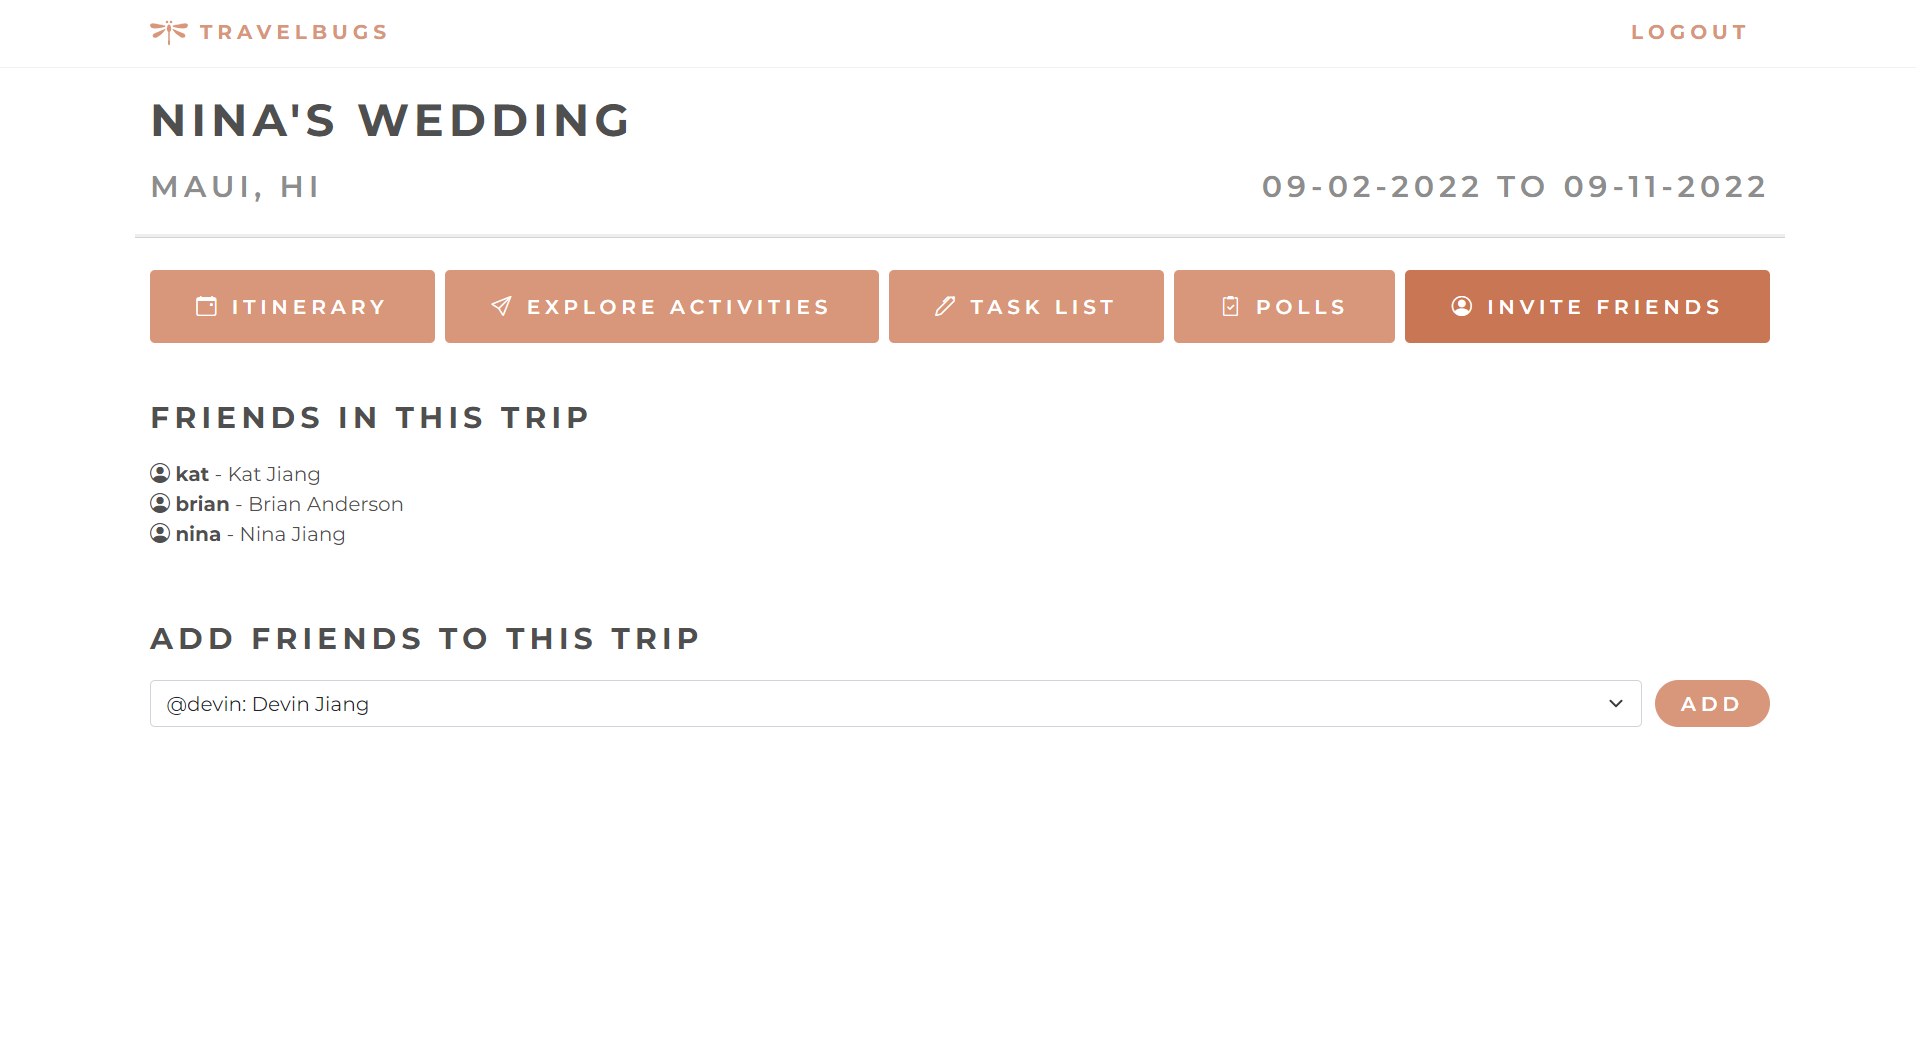 TRAVELBUGS LOGOUT
NINA'S WEDDING
MAUI, HI 09-02-2022 TO 09-11-2022
ITINERARY EXPLORE ACTIVITIES TASK LIST POLLS INVITE FRIENDS
FRIENDS IN THIS TRIP
kat - Kat Jiang
brian - Brian Anderson
nina - Nina Jiang
ADD FRIENDS TO THIS TRIP
@devin: Devin Jiang ADD